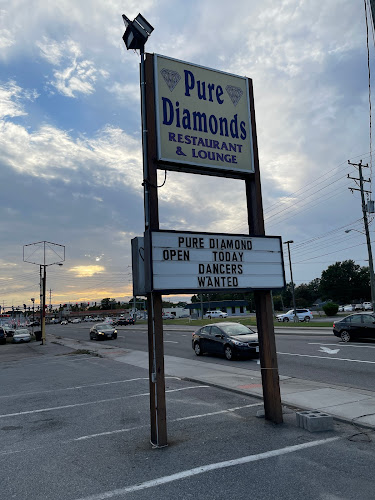 Pure
Diamonds
RESTAURANT
& LOUNGE
PURE DIAMOND
OPEN TODAY
DANCERS
WANTED